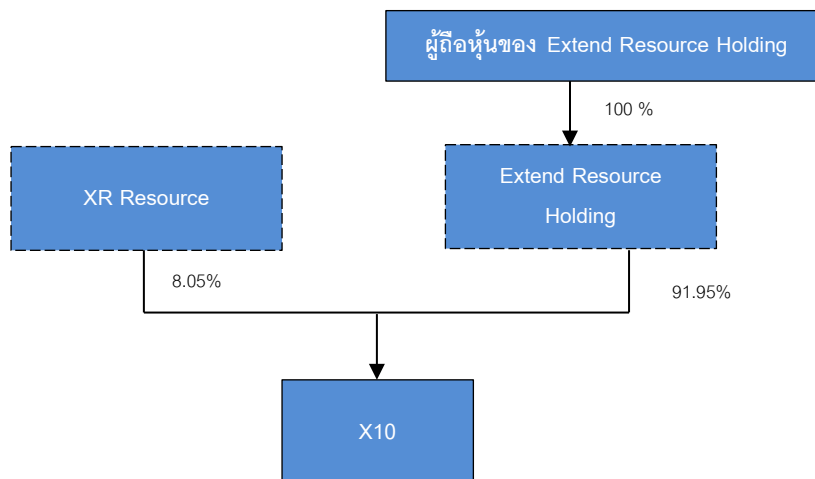 ผู้ถือหุ้นของ Extend Resource Holding
100 %
XR Resource
Extend Resource
Holding
8.05%
91.95%
X10